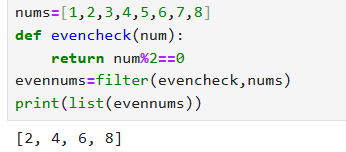 nums=[1,2,3,4,5,6,7,8]
def evencheck(num):
    return num%2==0
evennums=filter(evencheck,nums)
print(list(evennums))
[2, 4, 6, 8]